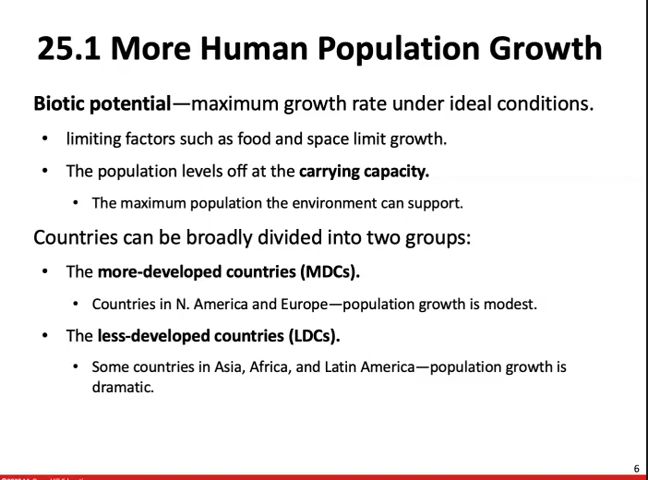 25.1 More Human Population Growth
Biotic potential—maximum growth rate under ideal conditions.
• limiting factors such as food and space limit growth.
• The population levels off at the carrying capacity.
• The maximum population the environment can support.
Countries can be broadly divided into two groups:
• The more-developed countries (MDCs).
• Countries in N. America and Europe—population growth is modest.
• The less-developed countries (LDCs).
• Some countries in Asia, Africa, and Latin America—population growth is
dramatic.
6